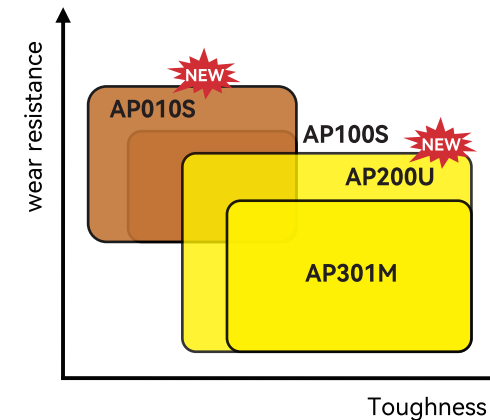 NEW
AP010S
AP100S
NEW
AP200U
AP301M
wear resistance
Toughness